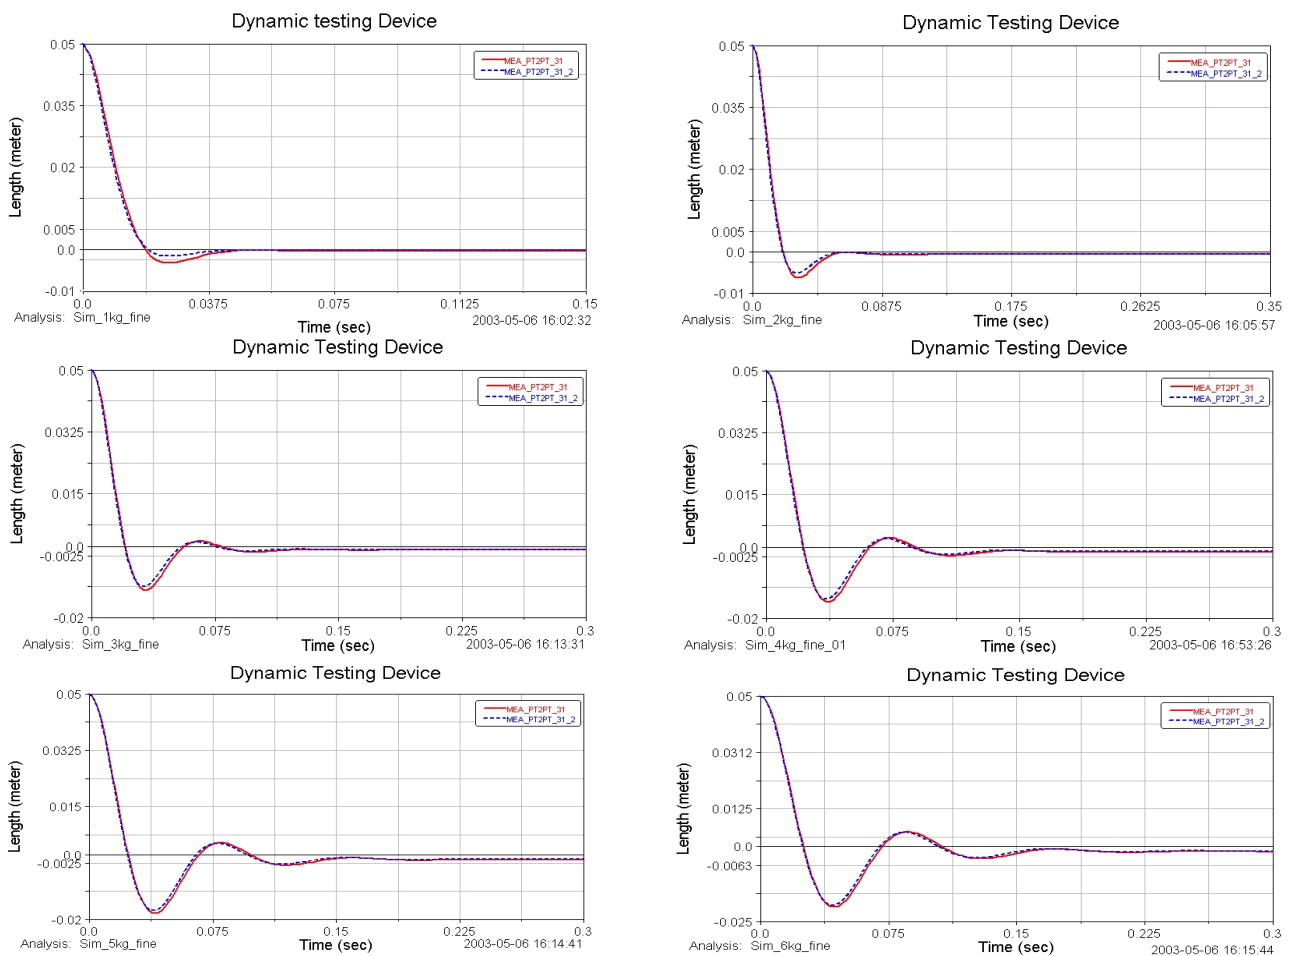 Dynamic testing Device
0.05
0.035
0.02
0.005
0.0
-0.01
Length (meter)
MEA_PT2PT_31
MEA_PT2PT_31_2
0.0 0.0375 0.075 0.1125 0.15
Analysis: Sim_1kg_fine Time (sec) 2003-05-06 16:02:32
Dynamic Testing Device
0.05
0.035
0.02
0.005
0.0
-0.01
Length (meter)
MEA_PT2PT_31
MEA_PT2PT_31_2
0.0 0.0875 0.175 0.2625 0.35
Analysis: Sim_2kg_fine Time (sec) 2003-05-06 16:05:57
Dynamic Testing Device
0.05
0.0325
0.015
0.0
-0.0025
-0.02
Length (meter)
MEA_PT2PT_31
MEA_PT2PT_31_2
0.0 0.075 0.15 0.225 0.3
Analysis: Sim_3kg_fine Time (sec) 2003-05-06 16:13:31
Dynamic Testing Device
0.05
0.0325
0.015
0.0
-0.0025
-0.02
Length (meter)
MEA_PT2PT_31
MEA_PT2PT_31_2
0.0 0.075 0.15 0.225 0.3
Analysis: Sim_4kg_fine_01 Time (sec) 2003-05-06 16:53:26
Dynamic Testing Device
0.05
0.0325
0.015
0.0
-0.0025
-0.02
Length (meter)
MEA_PT2PT_31
MEA_PT2PT_31_2
0.0 0.075 0.15 0.225 0.3
Analysis: Sim_5kg_fine Time (sec) 2003-05-06 16:14:41
Dynamic Testing Device
0.05
0.0312
0.0125
0.0
-0.0063
-0.025
Length (meter)
MEA_PT2PT_31
MEA_PT2PT_31_2
0.0 0.075 0.15 0.225 0.3
Analysis: Sim_6kg_fine Time (sec) 2003-05-06 16:15:44